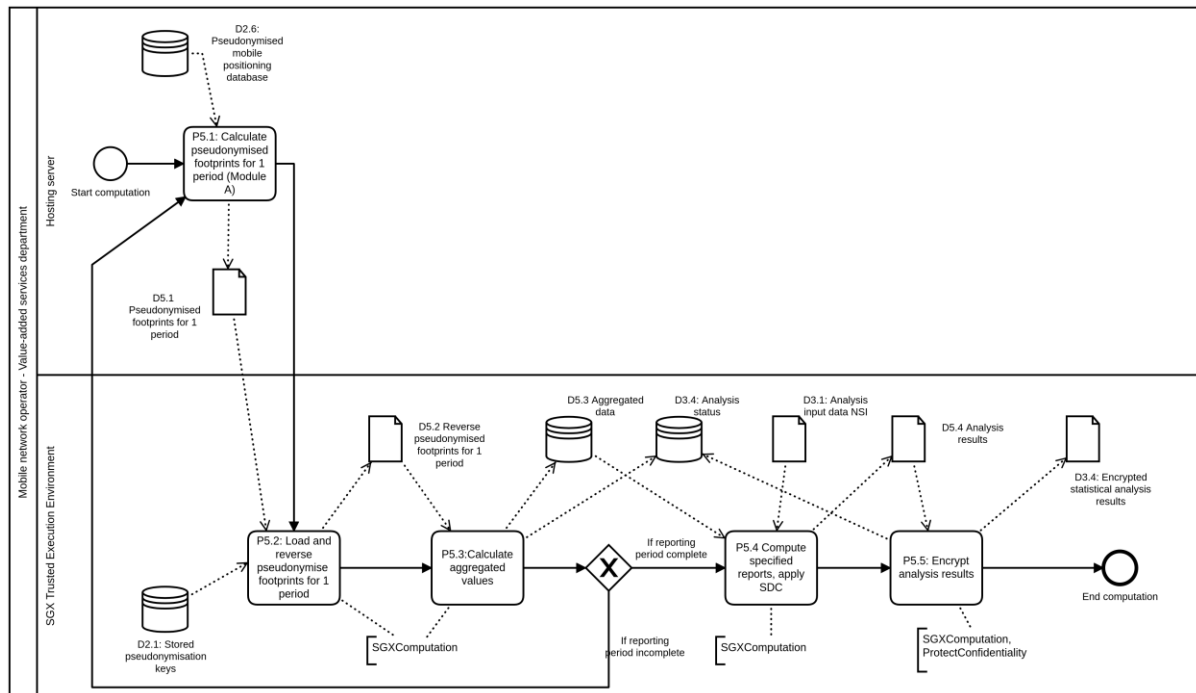 Mobile network operator - Value-added services department
Hosting server
D2.6:
Pseudonymised
mobile
positioning
database
Start computation
P5.1: Calculate
pseudonymised
footprints for 1
period (Module
A)
D5.1
Pseudonymised
footprints for 1
period
SGX Trusted Execution Environment
D5.2 Reverse
pseudonymised
footprints for 1
period
D5.3 Aggregated
data
D3.4: Analysis
status
D3.1: Analysis
input data NSI
D5.4 Analysis
results
D3.4: Encrypted
statistical analysis
results
P5.2: Load and
reverse
pseudonymise
footprints for 1
period
P5.3:Calculate
aggregated
values
If reporting
period complete
X
P5.4 Compute
specified
reports, apply
SDC
P5.5: Encrypt
analysis results
End computation
D2.1: Stored
pseudonymisation
keys
SGXComputation
If reporting
period incomplete
SGXComputation
SGXComputation,
ProtectConfidentiality